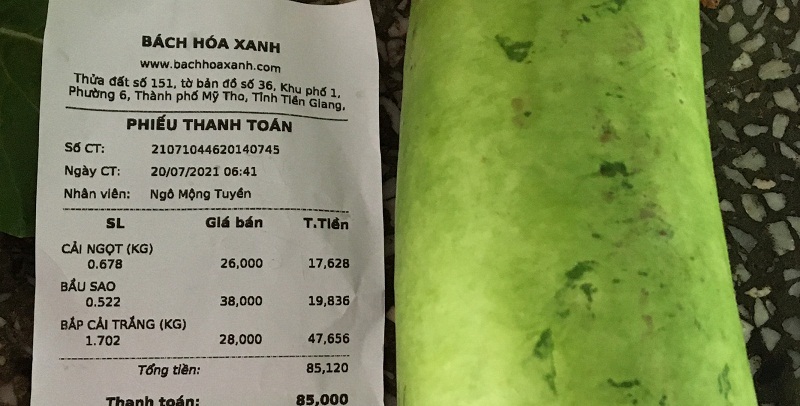 BÁCH HÓA XANH
www.bachhoaxanh.com
Thửa đất số 151, tờ bản đồ số 36, Khu phố 1,
Phường 6, Thành phố Mỹ Tho, Tỉnh Tiền Giang,
PHIẾU THANH TOÁN
Số CT: 21071044620140745
Ngày CT: 20/07/2021 06:41
Nhân viên: Ngô Mộng Tuyền
SL Giá bán T.Tiền
CẢI NGỌT (KG)
0.678 26,000 17,628
BẦU SAO
0.522 38,000 19,836
BẮP CẢI TRẮNG (KG)
1.702 28,000 47,656
Tổng tiền: 85,120
Thanh toán: 85,000